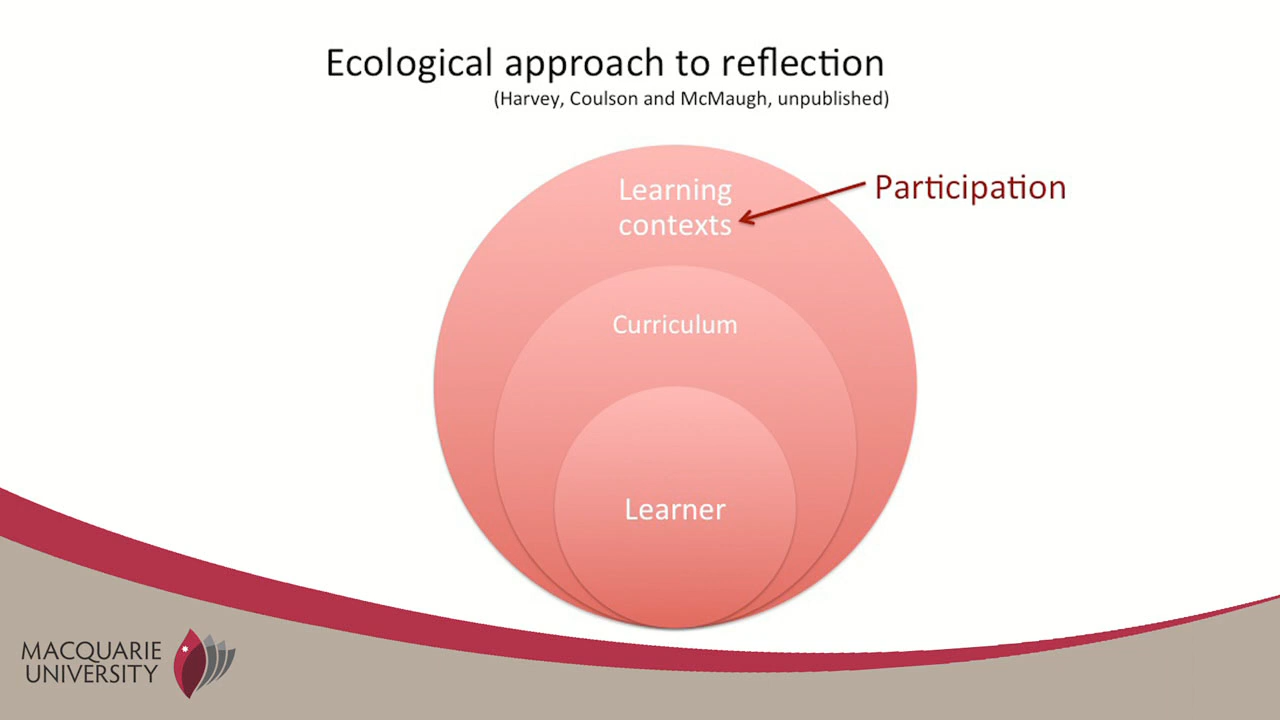 Ecological approach to reflection
(Harvey, Coulson and McMaugh, unpublished)
Learning
contexts
Participation
Curriculum
Learner
MACQUARIE
UNIVERSITY